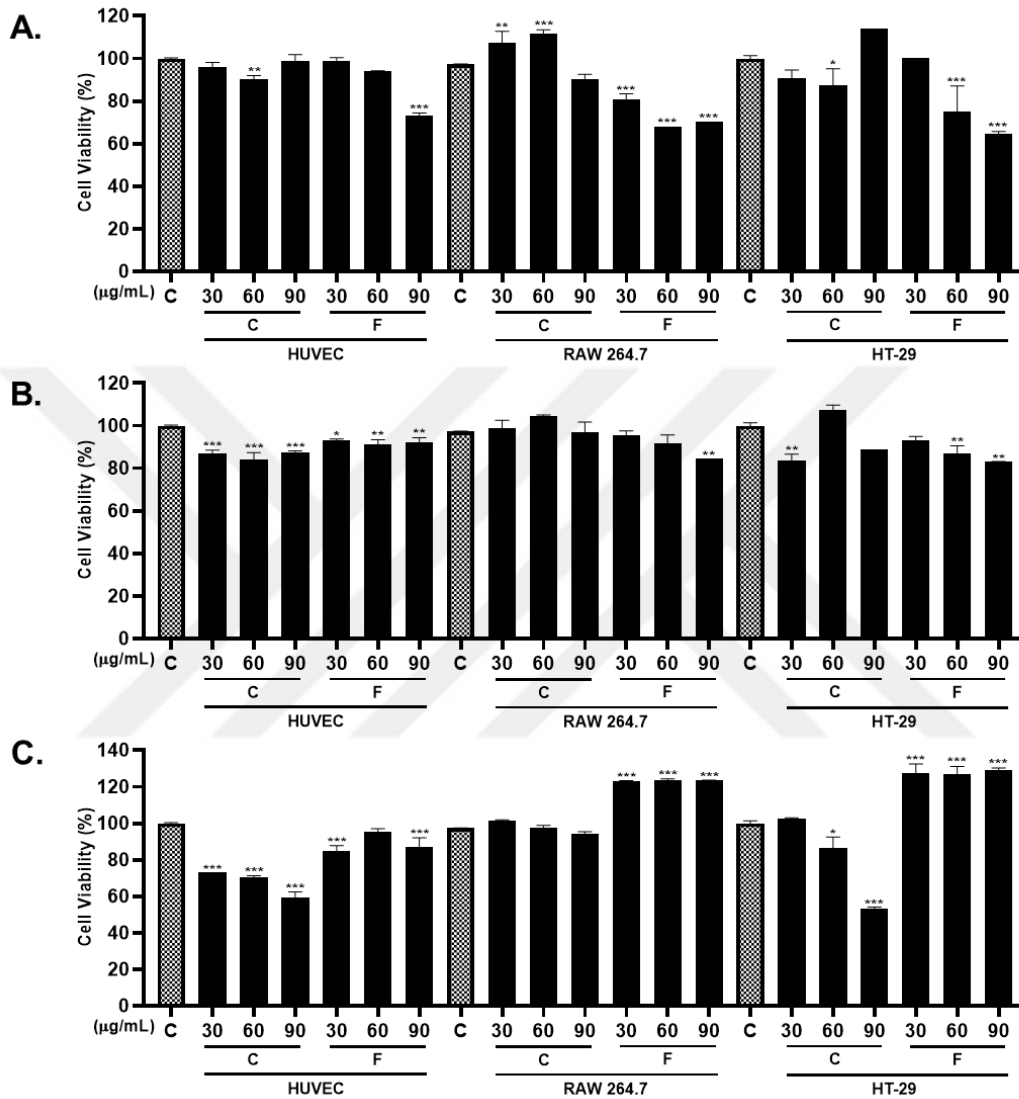 A.
Cell Viability (%)
120
100
80
60
40
20
0
** *** *** *** *** *** *** * *** ***
(µg/mL) C 30 60 90 30 60 90 C 30 60 90 30 60 90 C 30 60 90 30 60 90
C F C F C F
HUVEC RAW 264.7 HT-29
B.
Cell Viability (%)
120
100
80
60
40
20
0
*** *** *** * ** ** ** ** ** **
(µg/mL) C 30 60 90 30 60 90 C 30 60 90 30 60 90 C 30 60 90 30 60 90
C F C F C F
HUVEC RAW 264.7 HT-29
C.
Cell Viability (%)
140
120
100
80
60
40
20
0
*** *** *** *** *** *** *** *** * *** *** *** ***
(µg/mL) C 30 60 90 30 60 90 C 30 60 90 30 60 90 C 30 60 90 30 60 90
C F C F C F
HUVEC RAW 264.7 HT-29